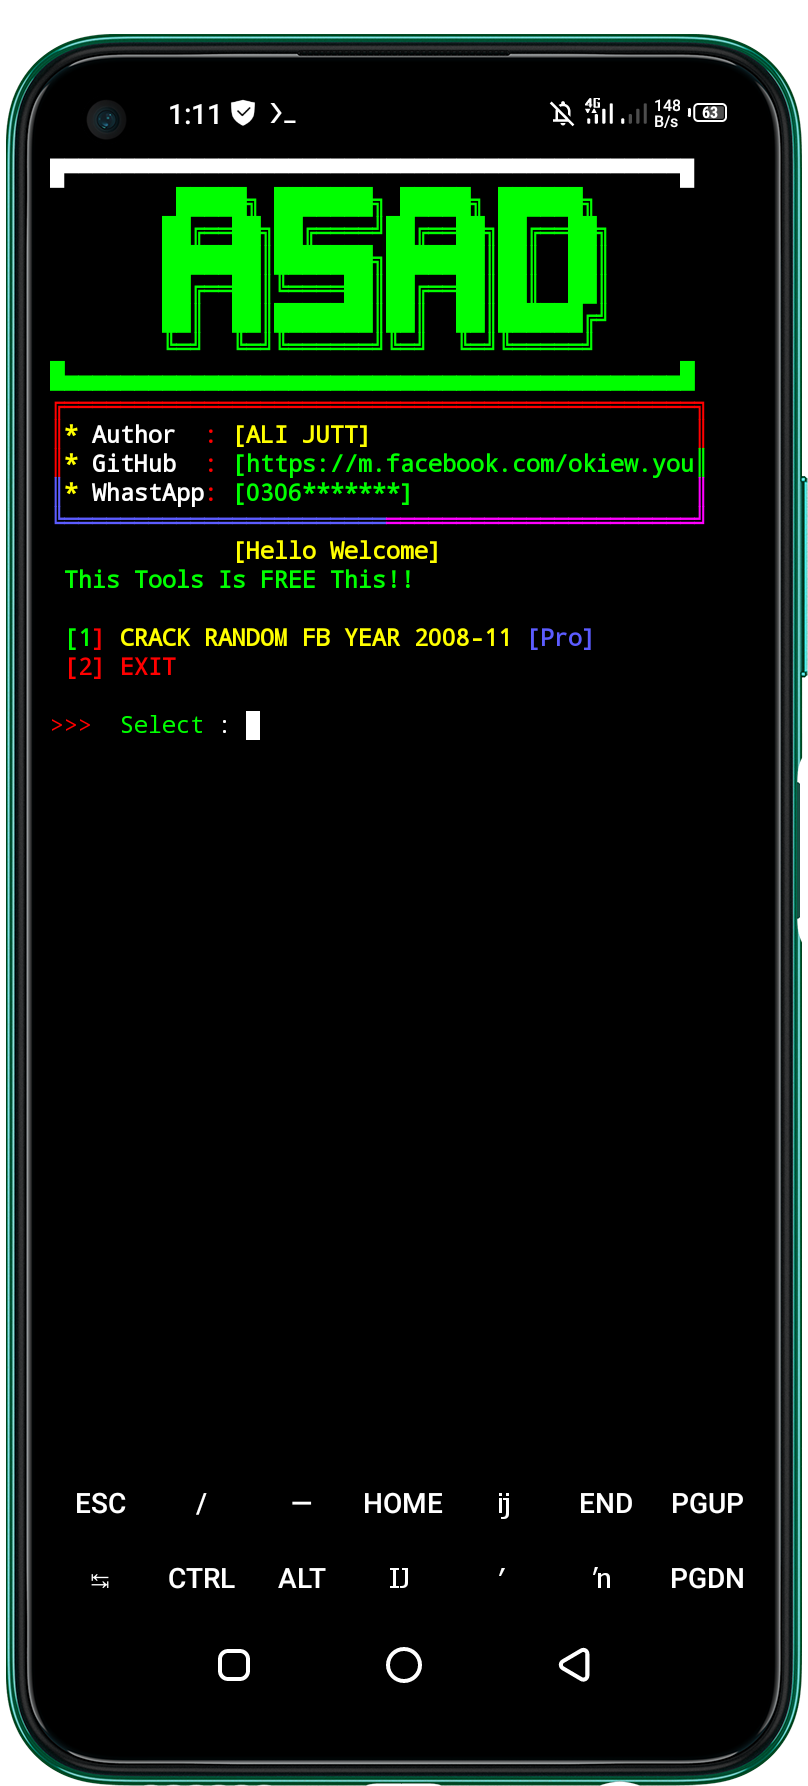 1:11
4G
148 B/s
63
ASAD
* Author : [ALI JUTT]
* GitHub : [https://m.facebook.com/okiew.you
* WhastApp: [0306*******]
[Hello Welcome]
This Tools Is FREE This!!
[1] CRACK RANDOM FB YEAR 2008-11 [Pro]
[2] EXIT
>>> Select :
ESC / — HOME ĳ END PGUP
↹ CTRL ALT Ĳ ′ ŉ PGDN